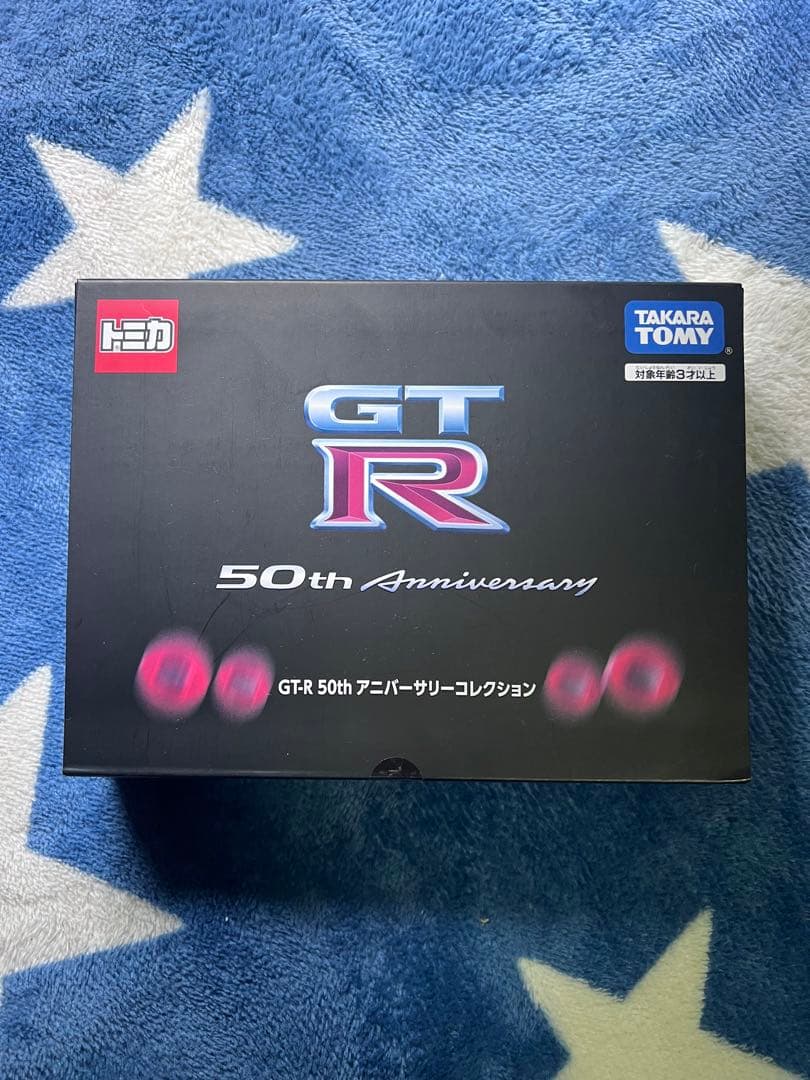 トミカ
TAKARA
TOMY
®
対象年齢3才以上
GT
R
50th Anniversary
GT-R 50th アニバーサリーコレクション